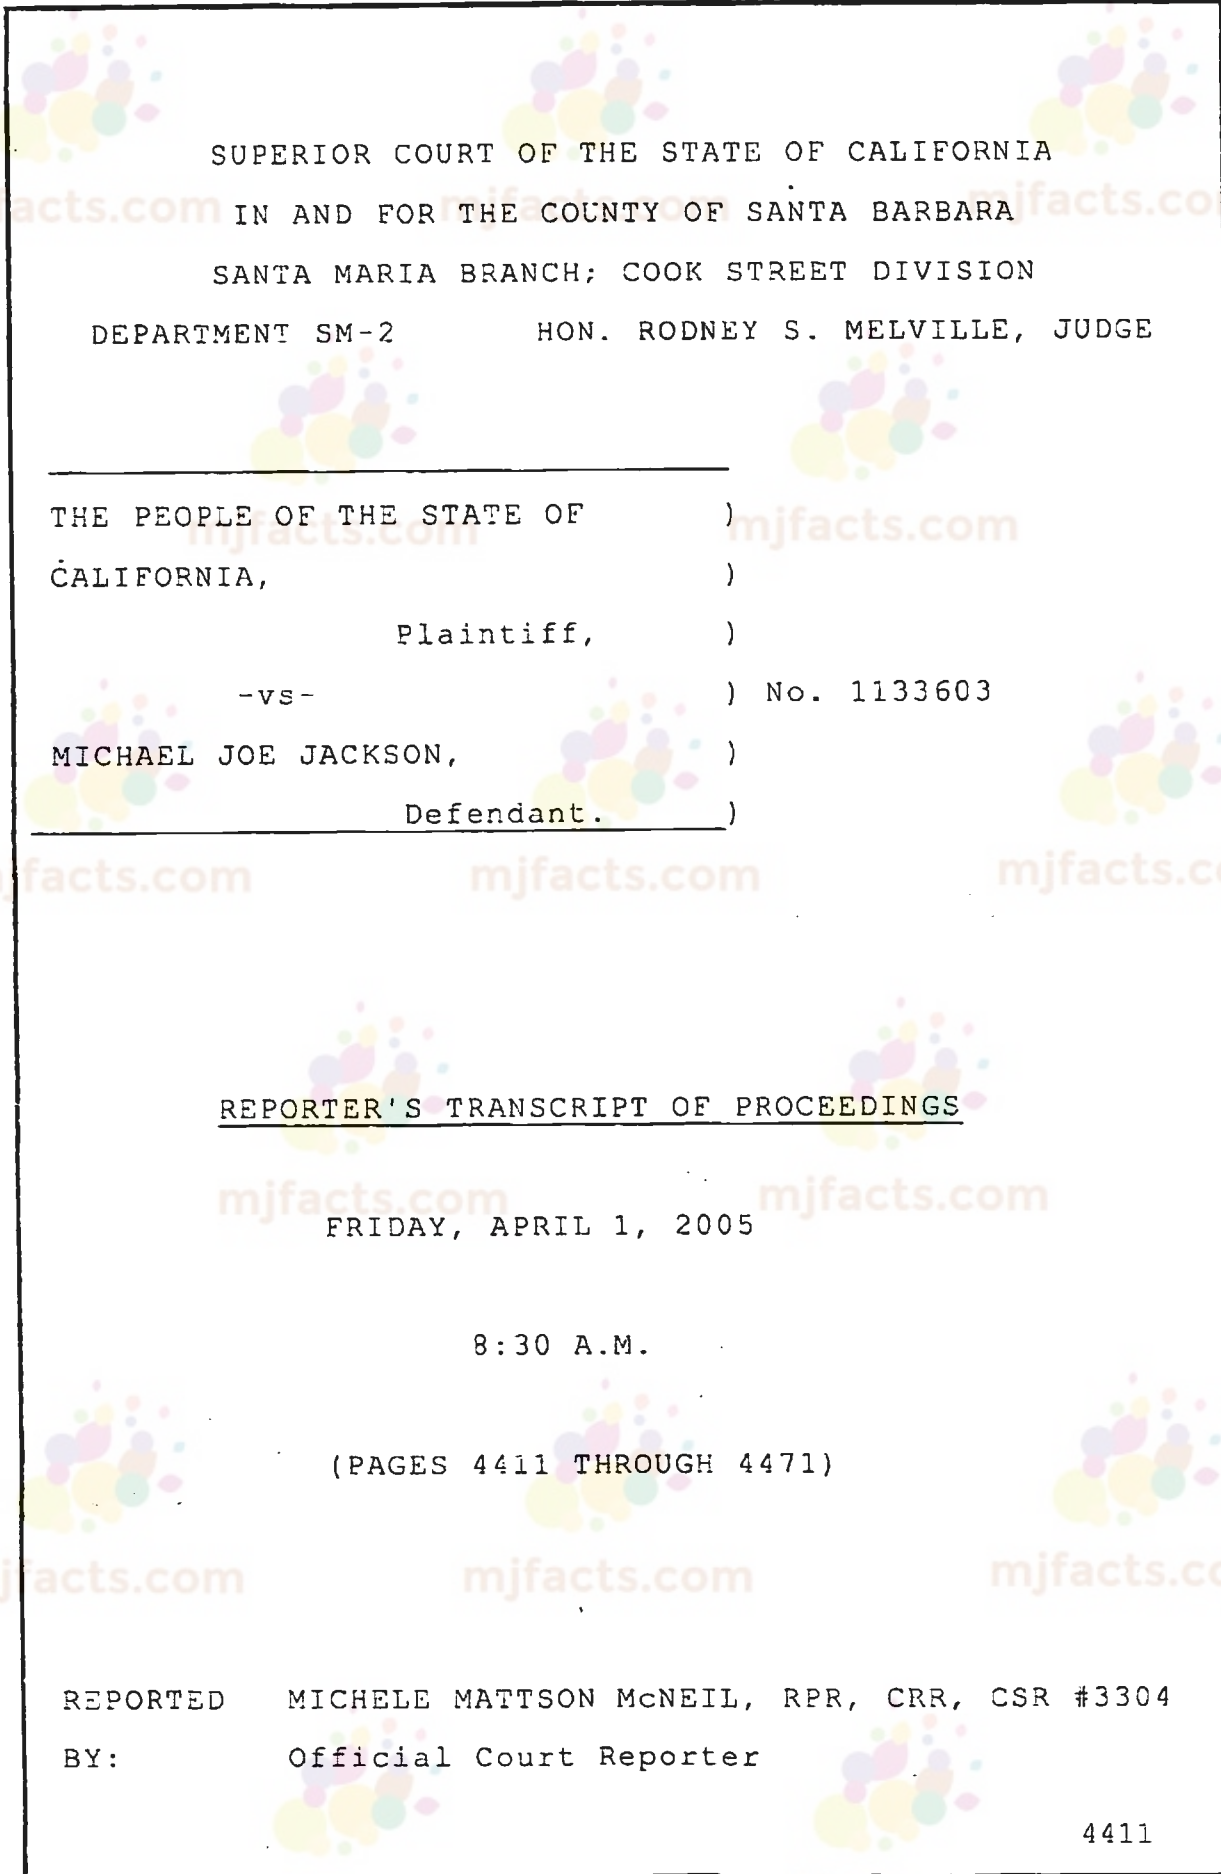 SUPERIOR COURT OF THE STATE OF CALIFORNIA
IN AND FOR THE COUNTY OF SANTA BARBARA
SANTA MARIA BRANCH; COOK STREET DIVISION
DEPARTMENT SM-2 HON. RODNEY S. MELVILLE, JUDGE
THE PEOPLE OF THE STATE OF )
CALIFORNIA, )
Plaintiff, )
-vs- ) No. 1133603
MICHAEL JOE JACKSON, )
Defendant. )
REPORTER'S TRANSCRIPT OF PROCEEDINGS
FRIDAY, APRIL 1, 2005
8:30 A.M.
(PAGES 4411 THROUGH 4471)
REPORTED MICHELE MATTSON McNEIL, RPR, CRR, CSR #3304
BY: Official Court Reporter
4411
mjfacts.com